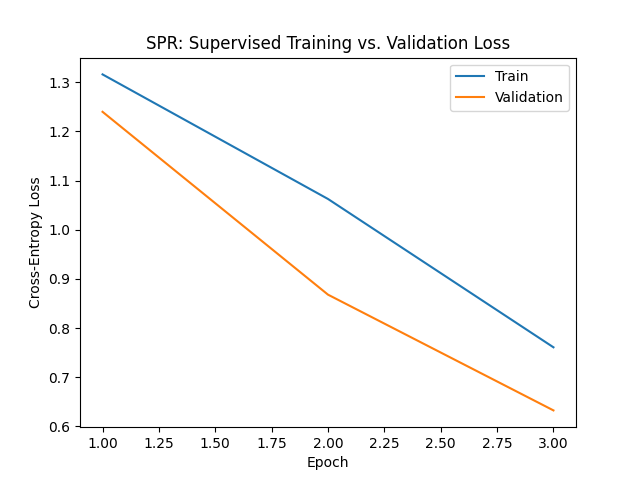 SPR: Supervised Training vs. Validation Loss
Train
Validation
Cross-Entropy Loss
1.3
1.2
1.1
1.0
0.9
0.8
0.7
0.6
1.00 1.25 1.50 1.75 2.00 2.25 2.50 2.75 3.00
Epoch